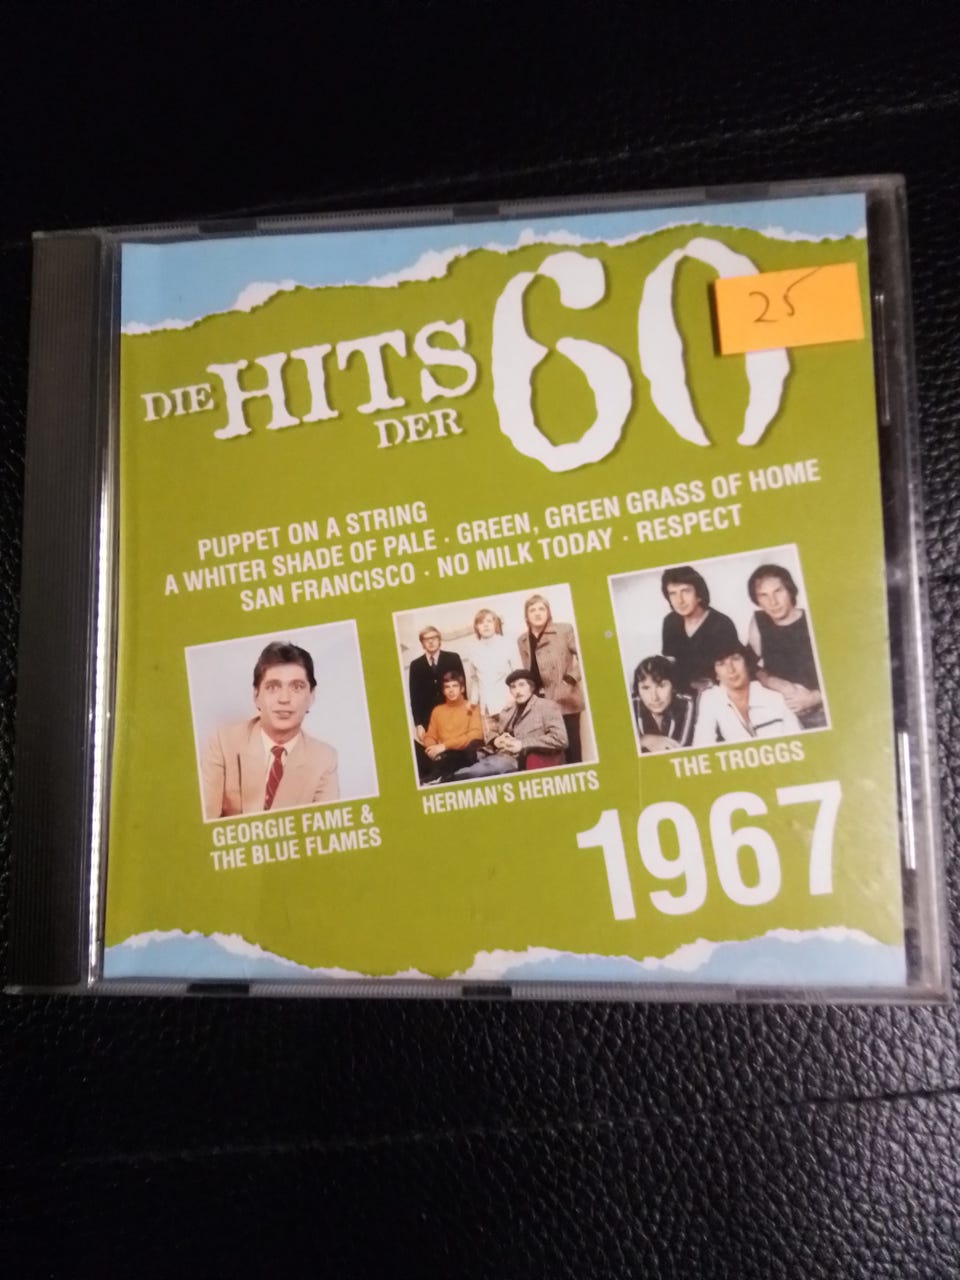 DIE HITS DER 60
25
PUPPET ON A STRING
A WHITER SHADE OF PALE · GREEN, GREEN GRASS OF HOME
SAN FRANCISCO · NO MILK TODAY · RESPECT
GEORGIE FAME &
THE BLUE FLAMES
HERMAN'S HERMITS
THE TROGGS
1967